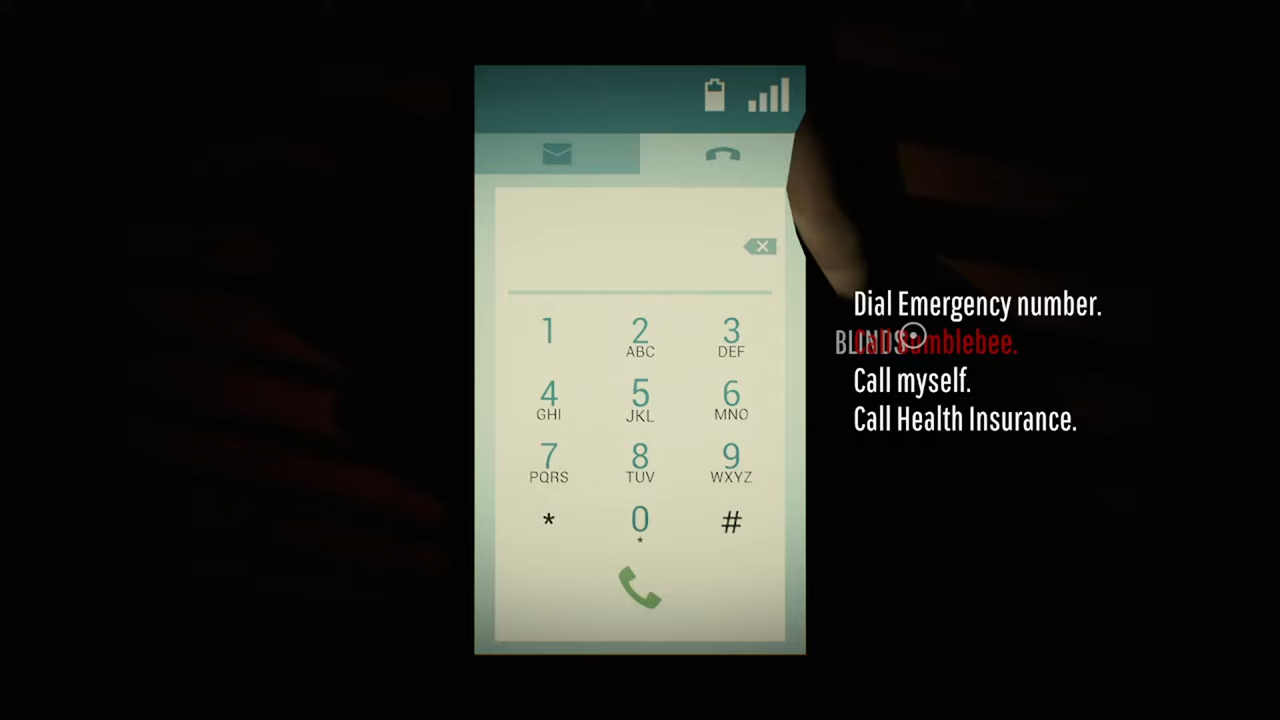 1
2
ABC
3
DEF
4
GHI
5
JKL
6
MNO
7
PQRS
8
TUV
9
WXYZ
*
0
*
#
Dial Emergency number.
BLINDS
Call Bumblebee.
Call myself.
Call Health Insurance.